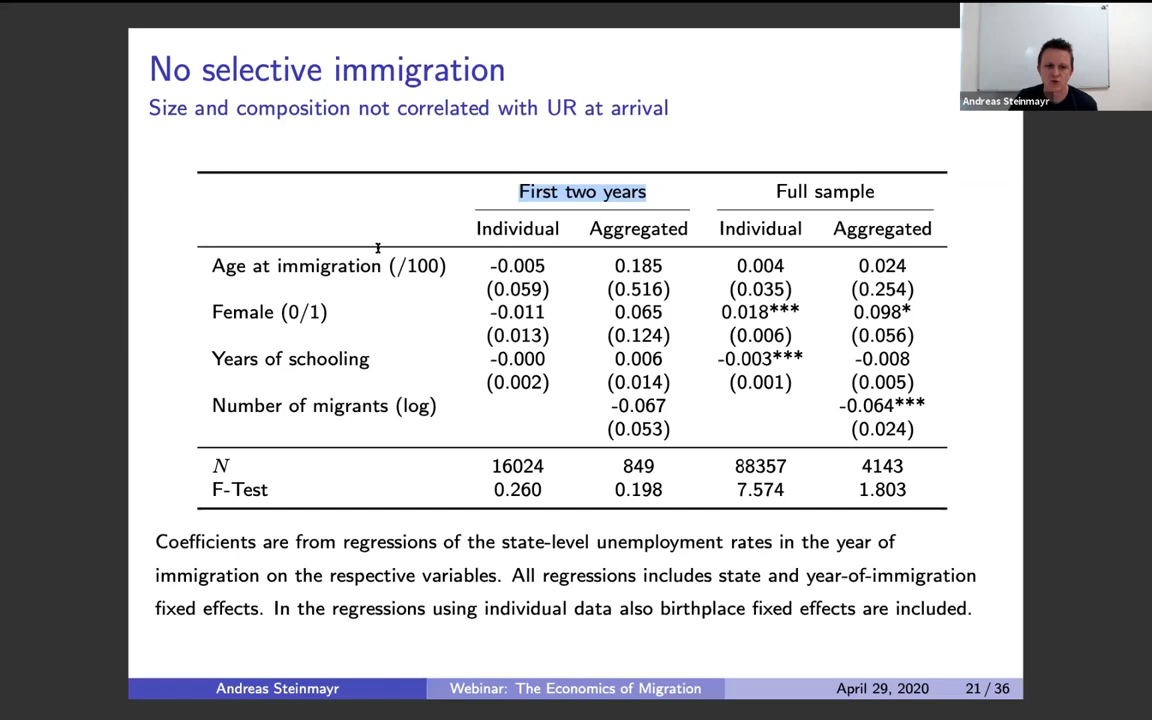 No selective immigration
Size and composition not correlated with UR at arrival
Andreas Steinmayr
First two years Full sample
Individual Aggregated Individual Aggregated
Age at immigration (/100) -0.005 0.185 0.004 0.024
(0.059) (0.516) (0.035) (0.254)
Female (0/1) -0.011 0.065 0.018*** 0.098*
(0.013) (0.124) (0.006) (0.056)
Years of schooling -0.000 0.006 -0.003*** -0.008
(0.002) (0.014) (0.001) (0.005)
Number of migrants (log) -0.067 -0.064***
(0.053) (0.024)
N 16024 849 88357 4143
F-Test 0.260 0.198 7.574 1.803
Coefficients are from regressions of the state-level unemployment rates in the year of
immigration on the respective variables. All regressions includes state and year-of-immigration
fixed effects. In the regressions using individual data also birthplace fixed effects are included.
Andreas Steinmayr Webinar: The Economics of Migration April 29, 2020 21 / 36